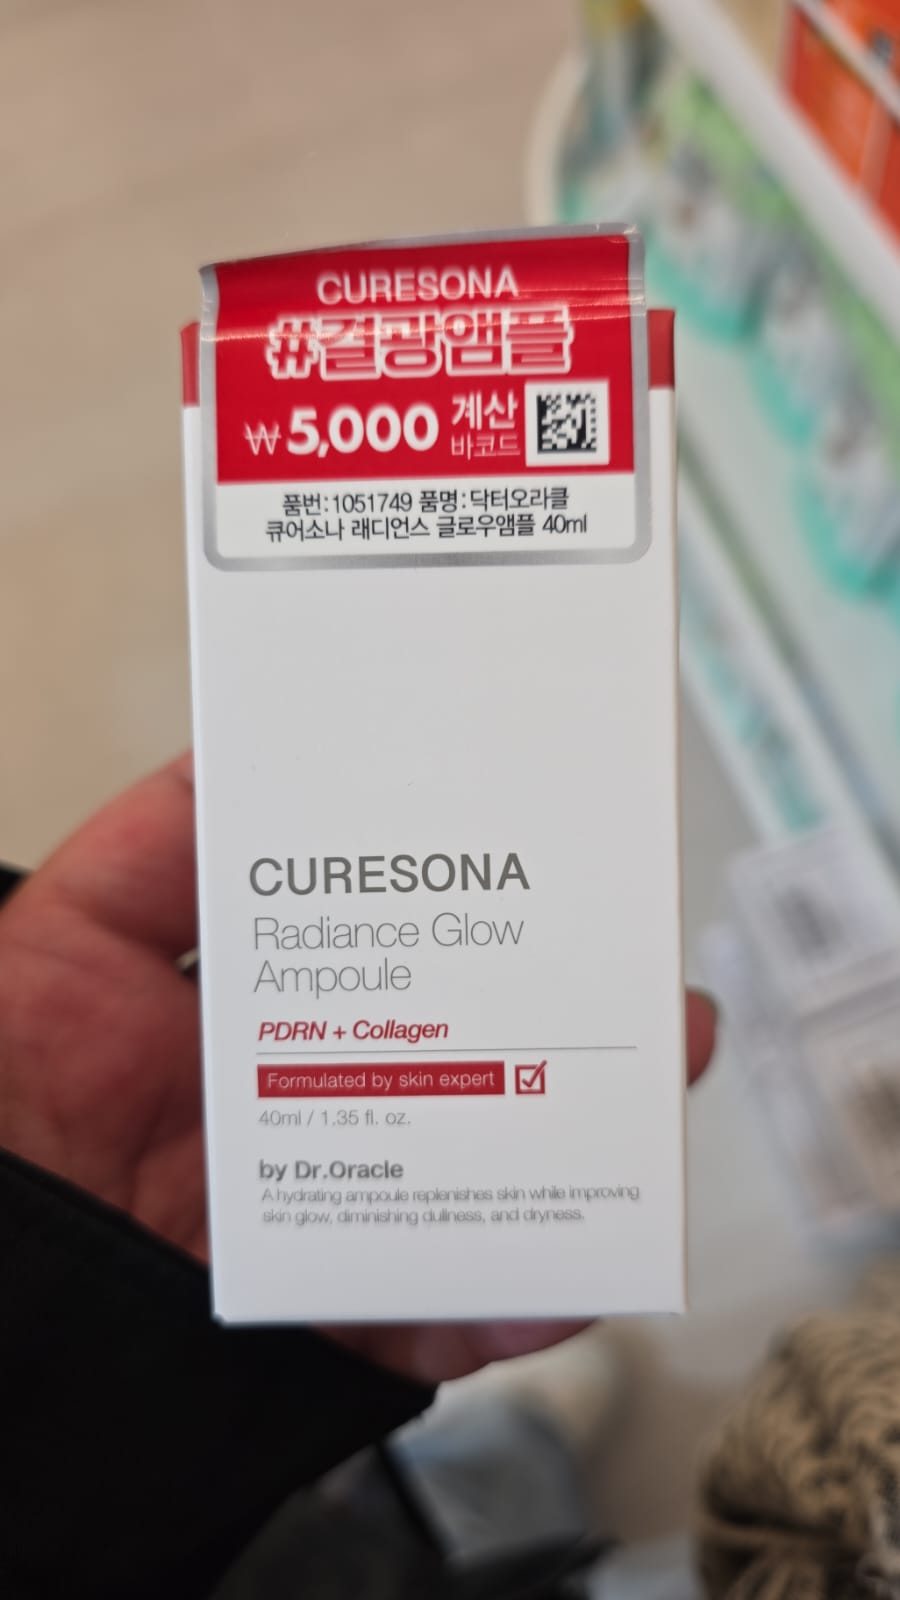 CURESONA
#결광앰플
₩5,000 계산
바코드
품번:1051749 품명:닥터오라클
큐어소나 래디언스 글로우앰플 40ml
CURESONA
Radiance Glow
Ampoule
PDRN + Collagen
Formulated by skin expert
40ml / 1.35 fl. oz.
by Dr.Oracle
A hydrating ampoule replenishes skin while improving
skin glow, diminishing dullness, and dryness.